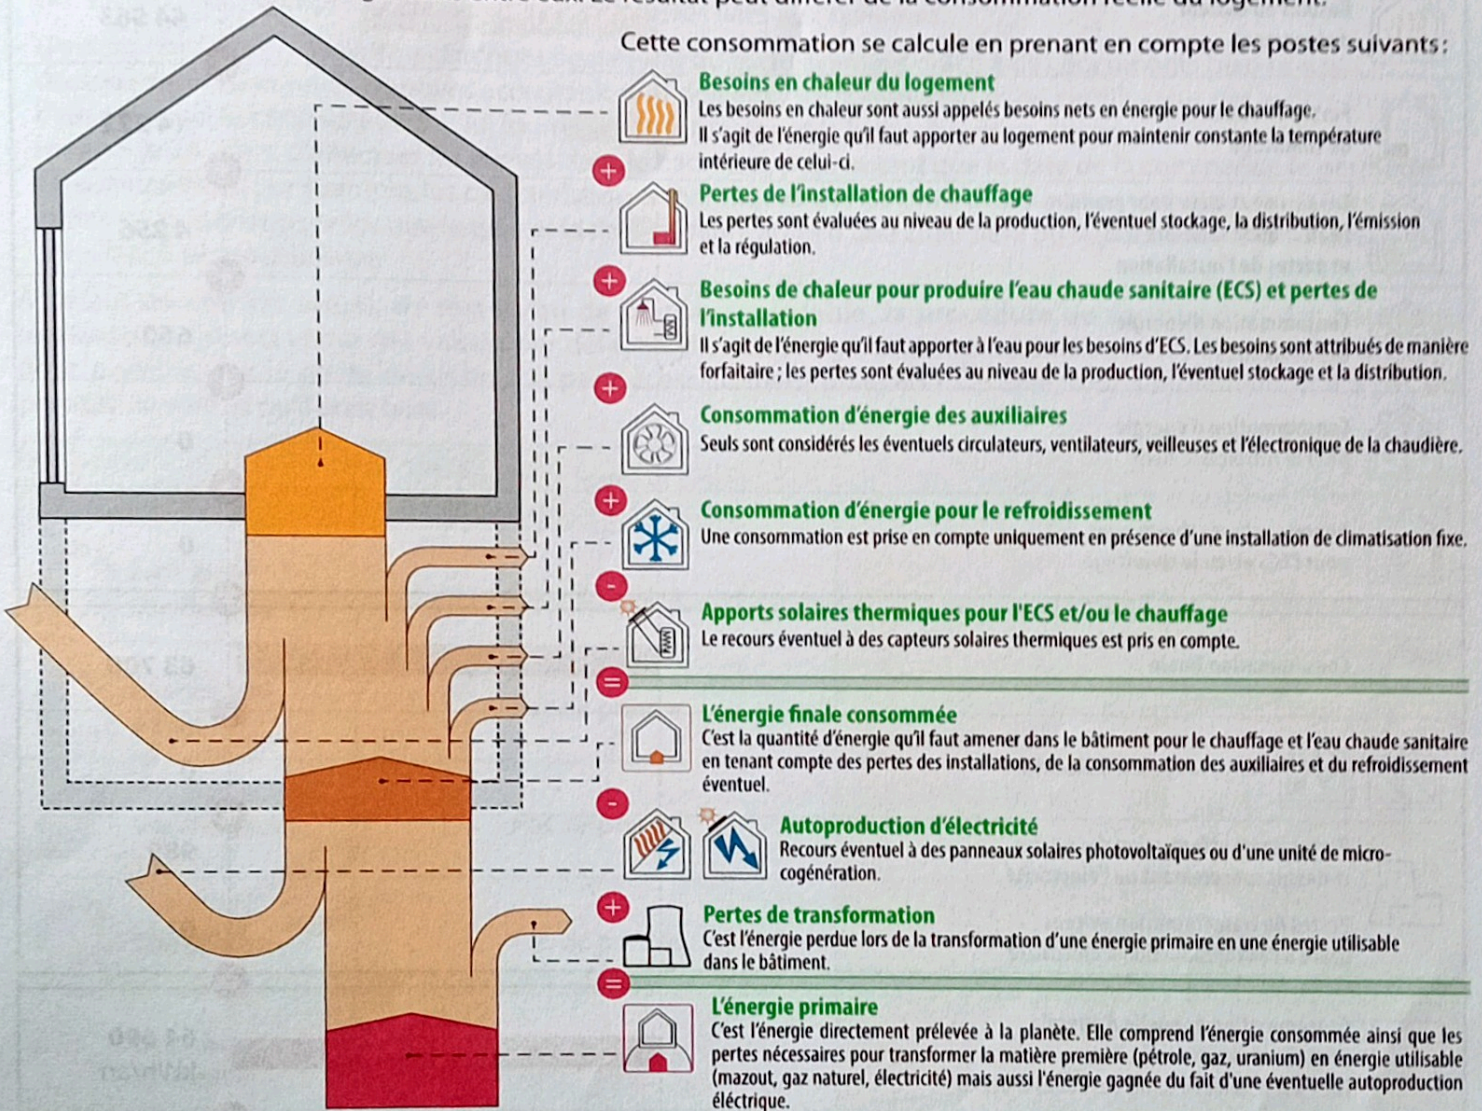 Le résultat peut différer de la consommation réelle du logement.
Cette consommation se calcule en prenant en compte les postes suivants :
Besoins en chaleur du logement
Les besoins en chaleur sont aussi appelés besoins nets en énergie pour le chauffage.
Il s'agit de l'énergie qu'il faut apporter au logement pour maintenir constante la température
intérieure de celui-ci.
+
Pertes de l'installation de chauffage
Les pertes sont évaluées au niveau de la production, l'éventuel stockage, la distribution, l'émission
et la régulation.
+
Besoins de chaleur pour produire l'eau chaude sanitaire (ECS) et pertes de
l'installation
Il s'agit de l'énergie qu'il faut apporter à l'eau pour les besoins d'ECS. Les besoins sont attribués de manière
forfaitaire ; les pertes sont évaluées au niveau de la production, l'éventuel stockage et la distribution.
+
Consommation d'énergie des auxiliaires
Seuls sont considérés les éventuels circulateurs, ventilateurs, veilleuses et l'électronique de la chaudière.
+
Consommation d'énergie pour le refroidissement
Une consommation est prise en compte uniquement en présence d'une installation de climatisation fixe.
-
Apports solaires thermiques pour l'ECS et/ou le chauffage
Le recours éventuel à des capteurs solaires thermiques est pris en compte.
=
L'énergie finale consommée
C'est la quantité d'énergie qu'il faut amener dans le bâtiment pour le chauffage et l'eau chaude sanitaire
en tenant compte des pertes des installations, de la consommation des auxiliaires et du refroidissement
éventuel.
-
Autoproduction d'électricité
Recours éventuel à des panneaux solaires photovoltaïques ou d'une unité de micro-
cogénération.
+
Pertes de transformation
C'est l'énergie perdue lors de la transformation d'une énergie primaire en une énergie utilisable
dans le bâtiment.
=
L'énergie primaire
C'est l'énergie directement prélevée à la planète. Elle comprend l'énergie consommée ainsi que les
pertes nécessaires pour transformer la matière première (pétrole, gaz, uranium) en énergie utilisable
(mazout, gaz naturel, électricité) mais aussi l'énergie gagnée du fait d'une éventuelle autoproduction
éléctrique.